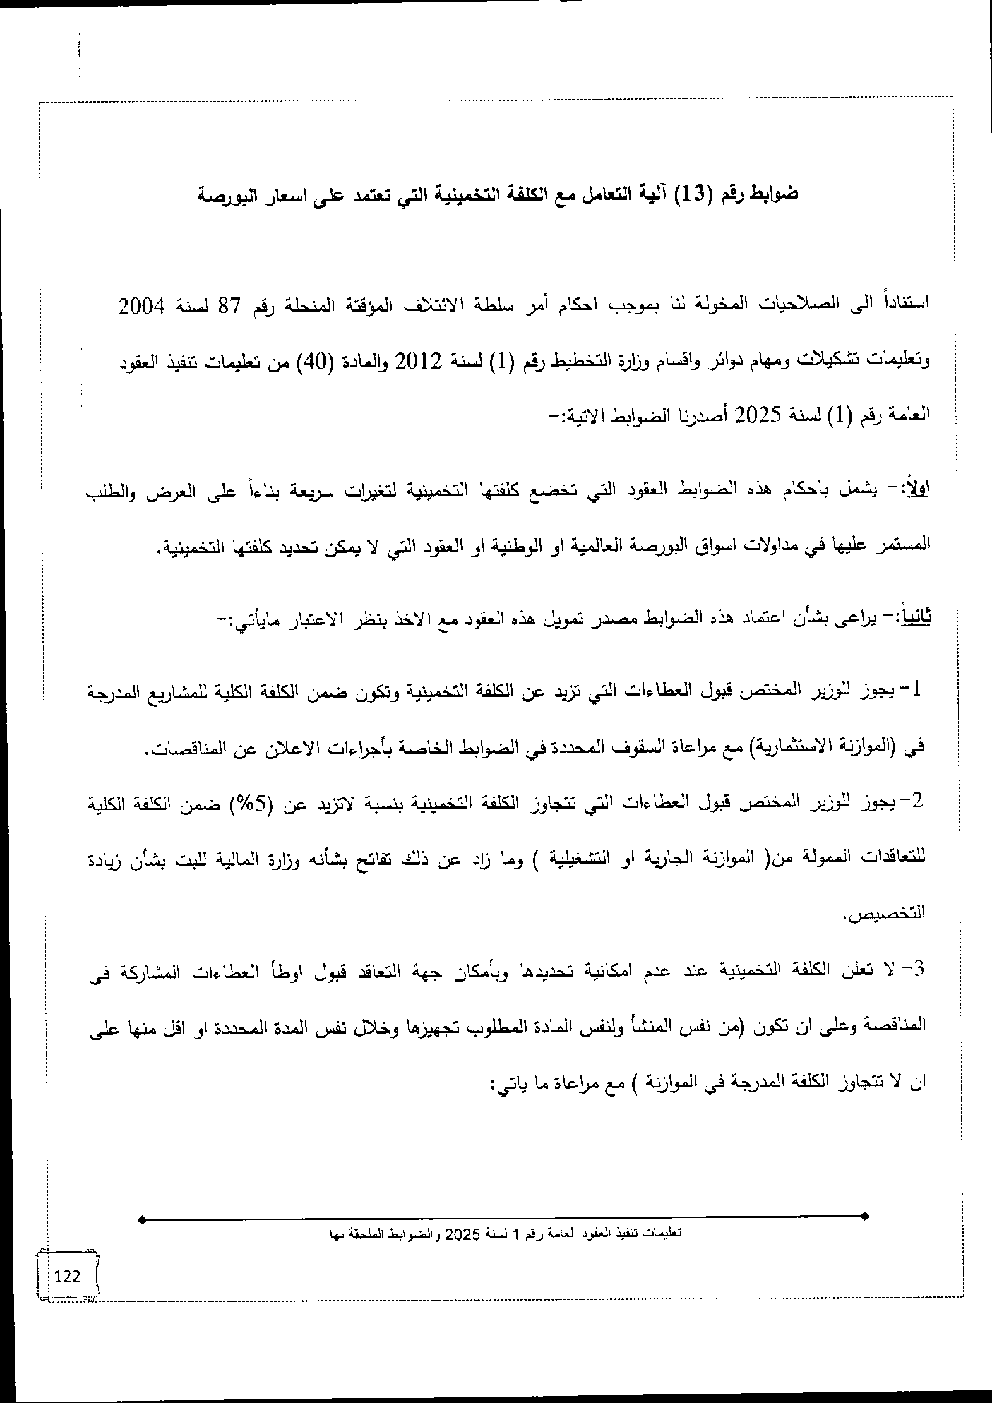 ضوابط رقم (13) آلية التعامل مع الكلفة التخمينية التي تعتمد على اسعار البورصة
استناداً الى الصلاحيات المخولة لنا بموجب احكام أمر سلطة الائتلاف المؤقتة المنحلة رقم 87 لسنة 2004
وتعليمات تشكيلات ومهام دوائر واقسام وزارة التخطيط رقم (1) لسنة 2012 والمادة (40) من تعليمات تنفيذ العقود
العامة رقم (1) لسنة 2025 أصدرنا الضوابط الاتية:-
اولاً:- يشمل بأحكام هذه الضوابط العقود التي تخضع كلفتها التخمينية لتغيرات سريعة بناءاً على العرض والطلب
المستمر عليها في مداولات اسواق البورصة العالمية او الوطنية او العقود التي لا يمكن تحديد كلفتها التخمينية.
ثانياً:- يراعى بشأن اعتماد هذه الضوابط مصدر تمويل هذه العقود مع الاخذ بنظر الاعتبار مايأتي:-
1- يجوز للوزير المختص قبول العطاءات التي تزيد عن الكلفة التخمينية وتكون ضمن الكلفة الكلية للمشاريع المدرجة
في (الموازنة الاستثمارية) مع مراعاة السقوف المحددة في الضوابط الخاصة بأجراءات الاعلان عن المناقصات.
2- يجوز للوزير المختص قبول العطاءات التي تتجاوز الكلفة التخمينية بنسبة لاتزيد عن (5%) ضمن الكلفة الكلية
للتعاقدات الممولة من( الموازنة الجارية او التشغيلية ) وما زاد عن ذلك تفاتح بشأنه وزارة المالية للبت بشأن زيادة
التخصيص.
3- لا تعلن الكلفة التخمينية عند عدم امكانية تحديدها وبأمكان جهة التعاقد قبول اوطأ العطاءات المشاركة في
المناقصة وعلى ان تكون (من نفس المنشأ ولنفس المادة المطلوب تجهيزها وخلال نفس المدة المحددة او اقل منها على
ان لا تتجاوز الكلفة المدرجة في الموازنة ) مع مراعاة ما يأتي:
تعليمات تنفيذ العقود العامة رقم 1 لسنة 2025 والضوابط الملحقة بها
122